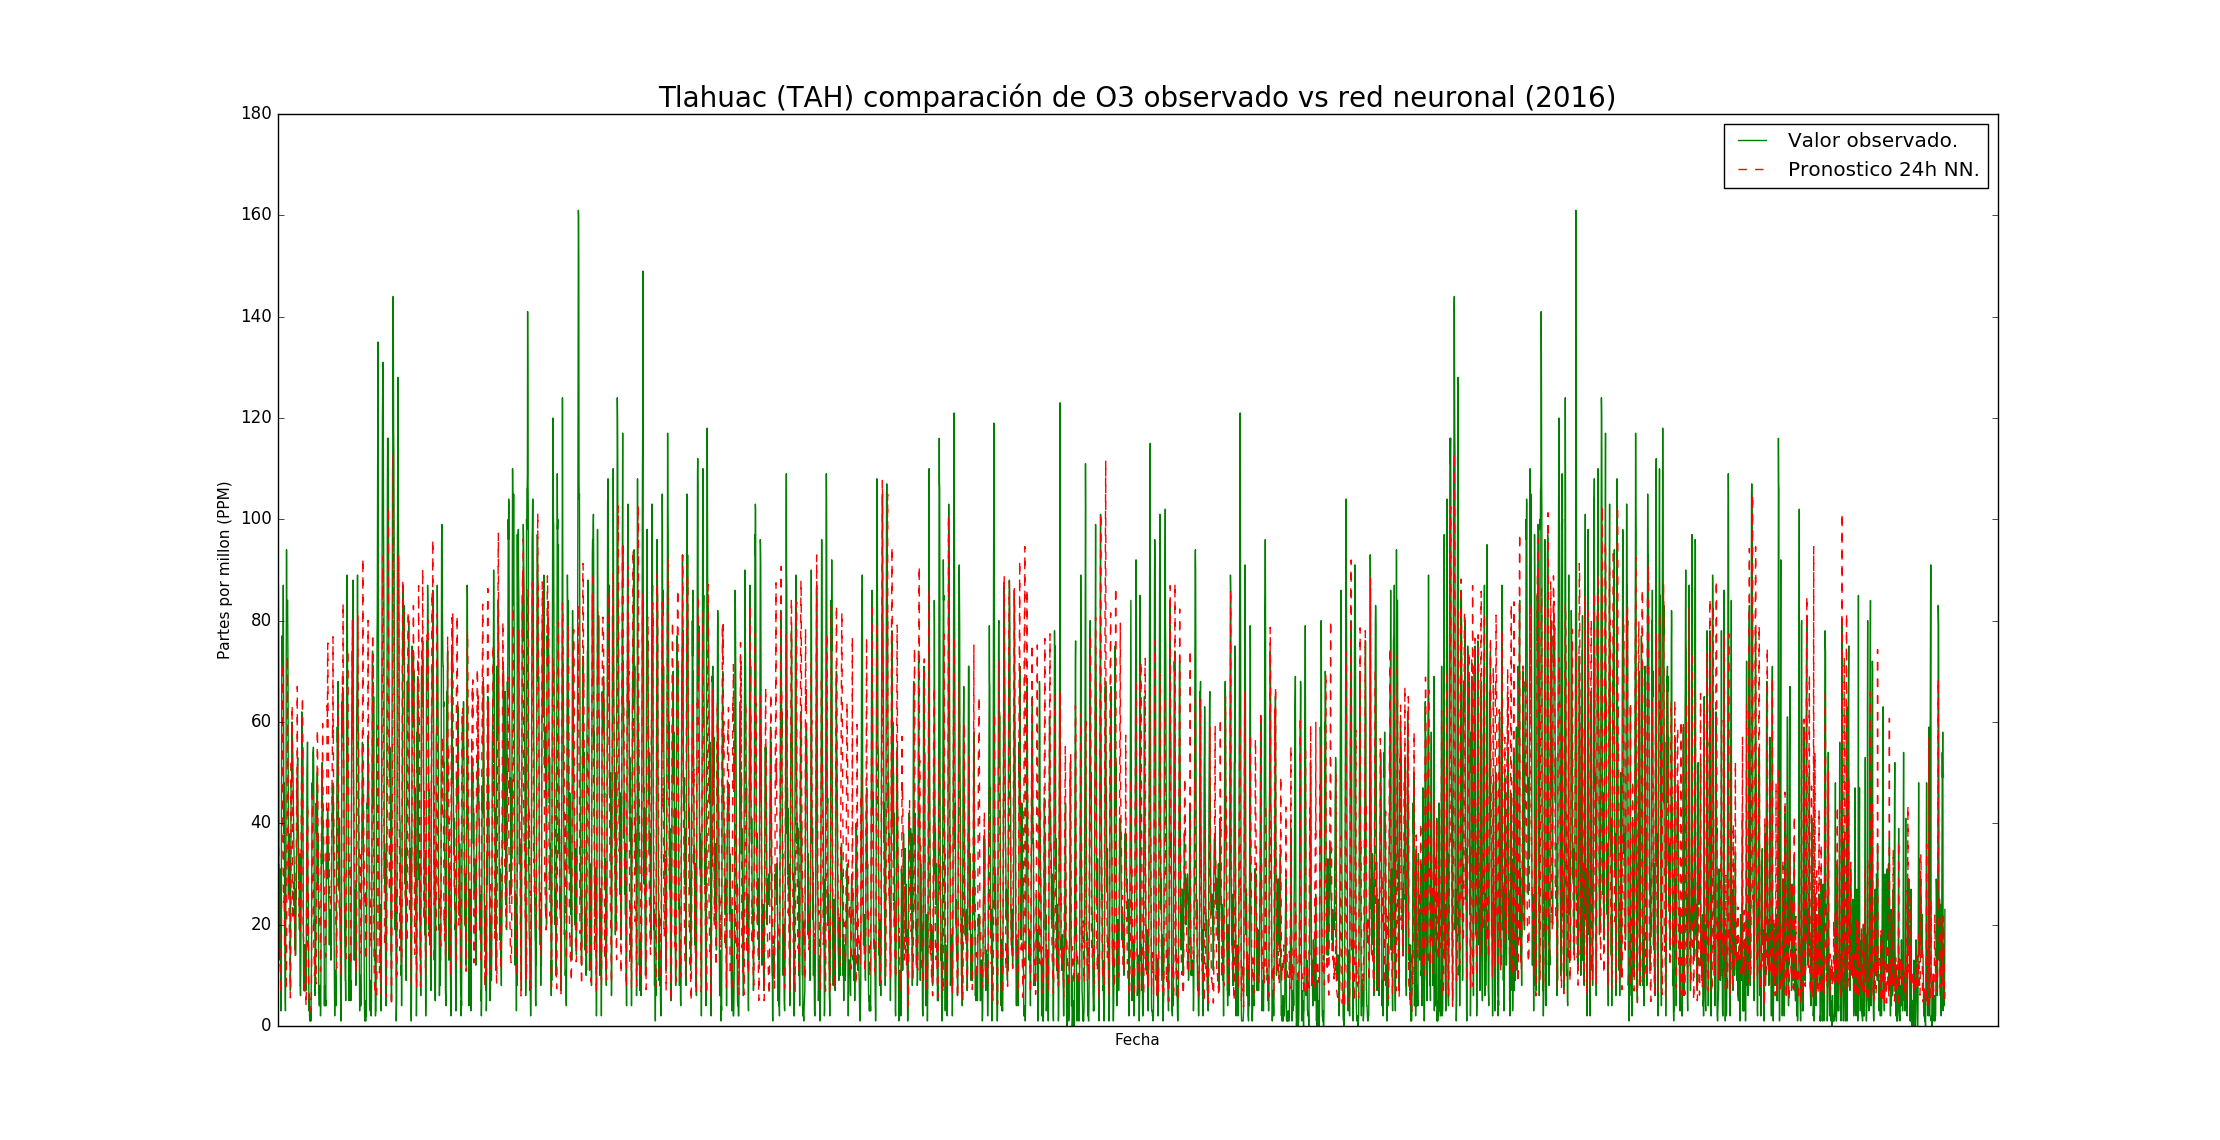 Tlahuac (TAH) comparación de O3 observado vs red neuronal (2016)
Valor observado.
Pronostico 24h NN.
Partes por millon (PPM)
180
160
140
120
100
80
60
40
20
0
Fecha